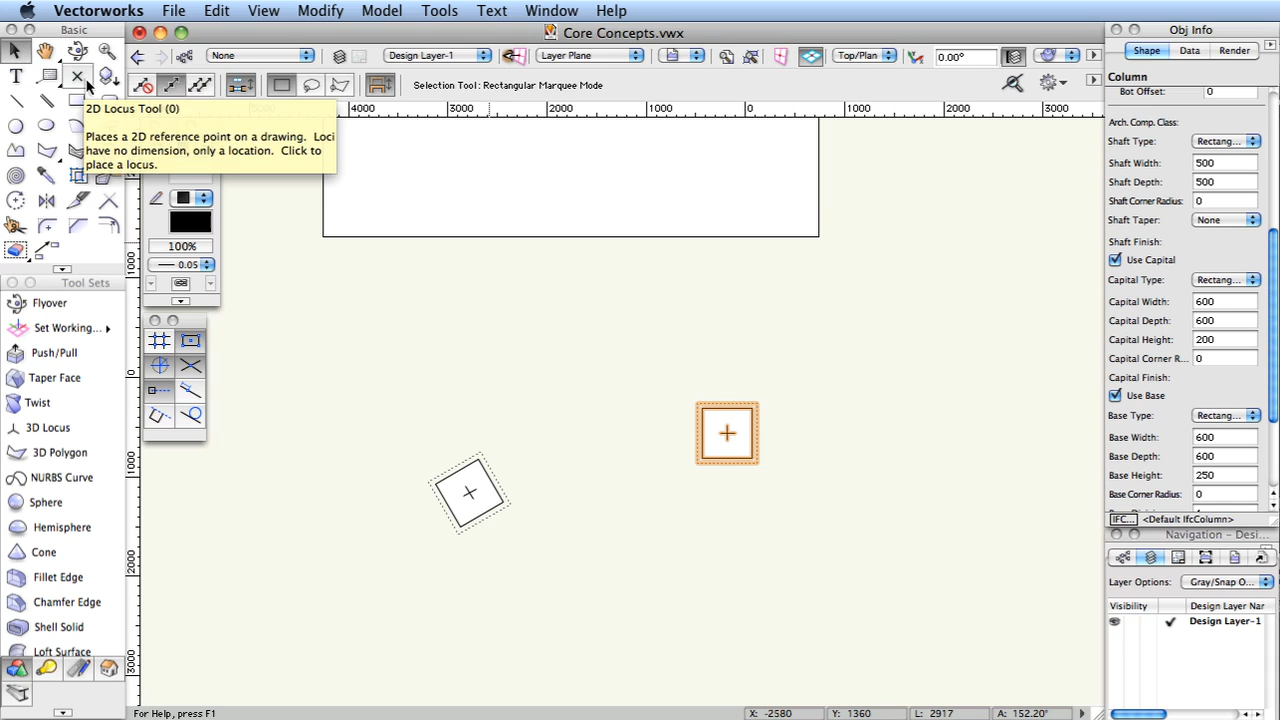 Vectorworks File Edit View Modify Model Tools Text Window Help
Basic
Core Concepts.vwx
Obj Info
None
Design Layer-1
Layer Plane
Top/Plan
0.00°
Shape Data Render
Selection Tool: Rectangular Marquee Mode
Column
Bot Offset: 0
4000 3000 2000 1000 0 1000 2000 3000
2D Locus Tool (0)
Places a 2D reference point on a drawing. Loci
have no dimension, only a location. Click to
place a locus.
Arch. Comp. Class:
Shaft Type: Rectang...
Shaft Width: 500
Shaft Depth: 500
Shaft Corner Radius: 0
Shaft Taper: None
Shaft Finish:
Use Capital
Capital Type: Rectang...
Capital Width: 600
Capital Depth: 600
Capital Height: 200
Capital Corner R... 0
Capital Finish:
Use Base
Base Type: Rectang...
Base Width: 600
Base Depth: 600
Base Height: 250
Base Corner Radius: 0
IFC... <Default IfcColumn>
100%
0.05
1000
0
1000
2000
3000
Tool Sets
Flyover
Set Working...
Push/Pull
Taper Face
Twist
3D Locus
3D Polygon
NURBS Curve
Sphere
Hemisphere
Cone
Fillet Edge
Chamfer Edge
Shell Solid
Loft Surface
Navigation - Desi...
Layer Options: Gray/Snap O...
Visibility Design Layer Nar
Design Layer-1
For Help, press F1
X: -2580 Y: 1360 L: 2917 A: 152.20°